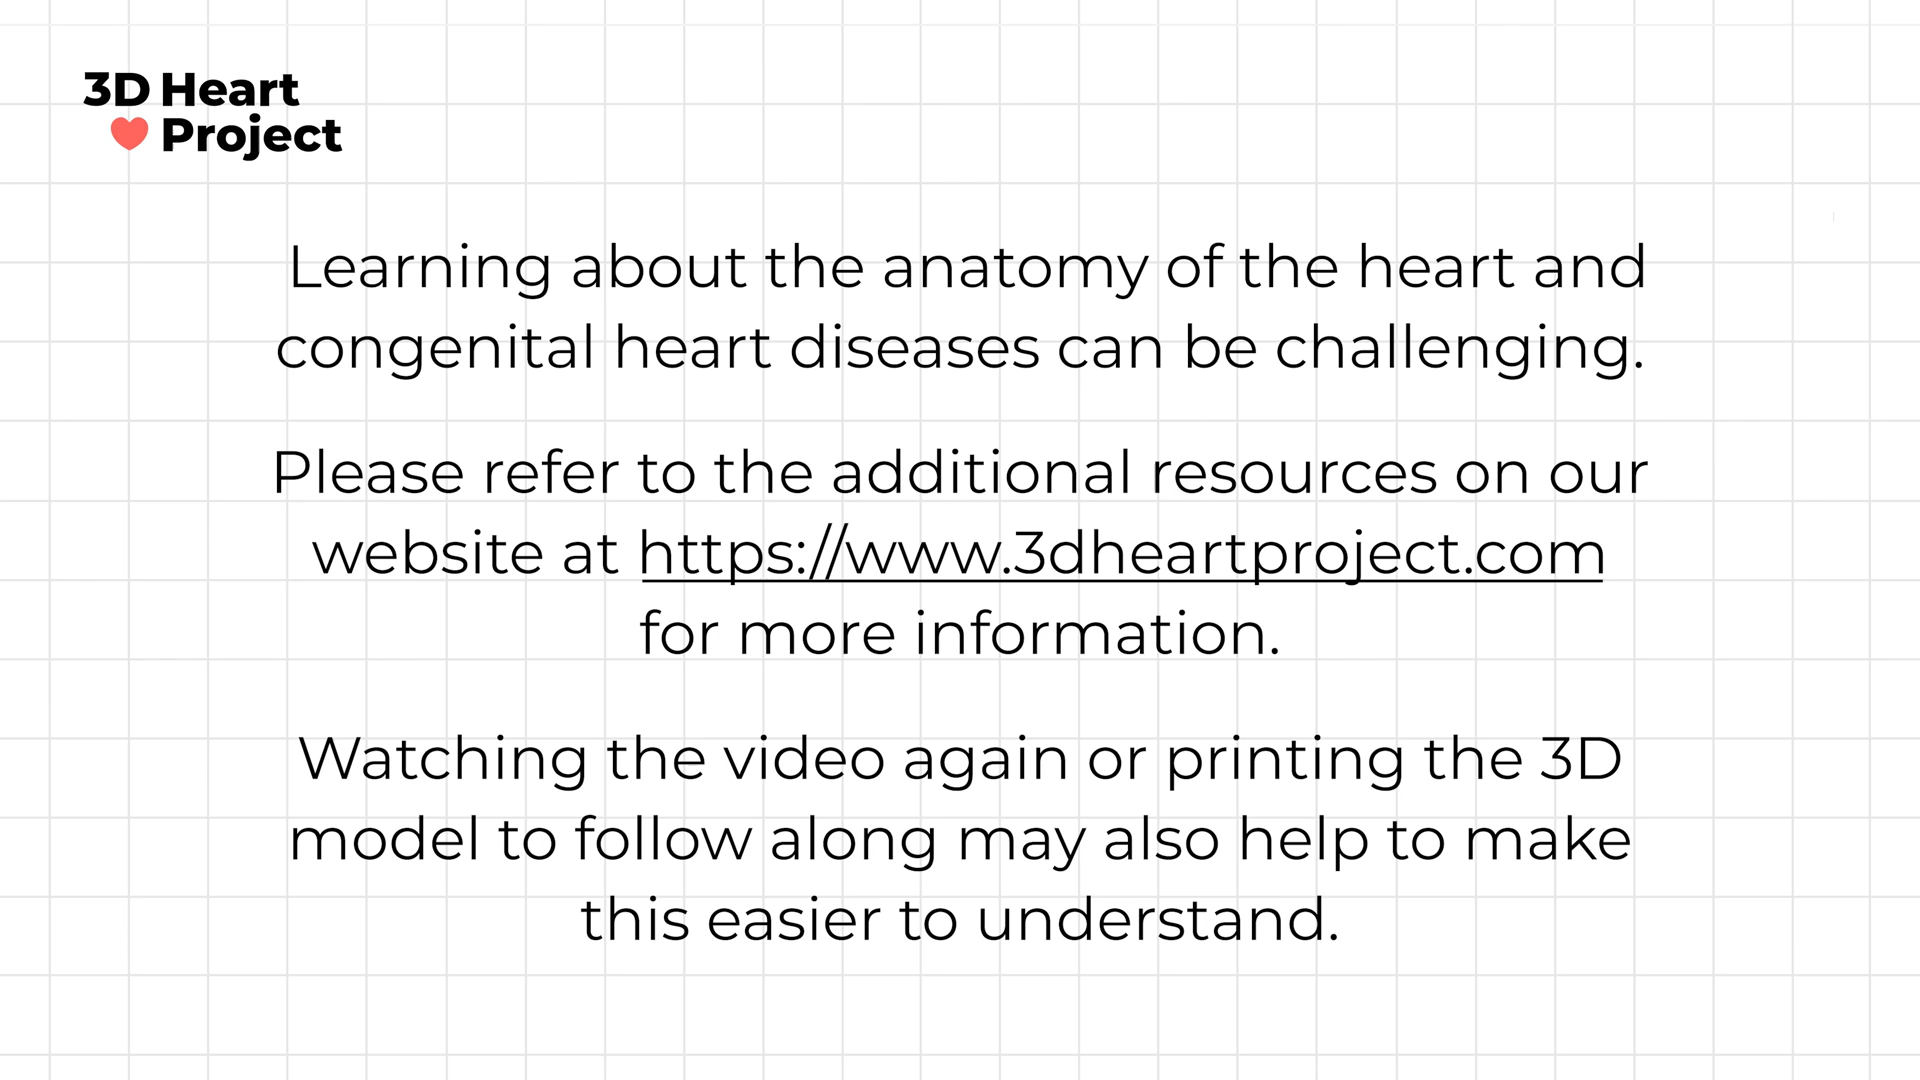 3D Heart
Project
Learning about the anatomy of the heart and
congenital heart diseases can be challenging.
Please refer to the additional resources on our
website at https://www.3dheartproject.com
for more information.
Watching the video again or printing the 3D
model to follow along may also help to make
this easier to understand.